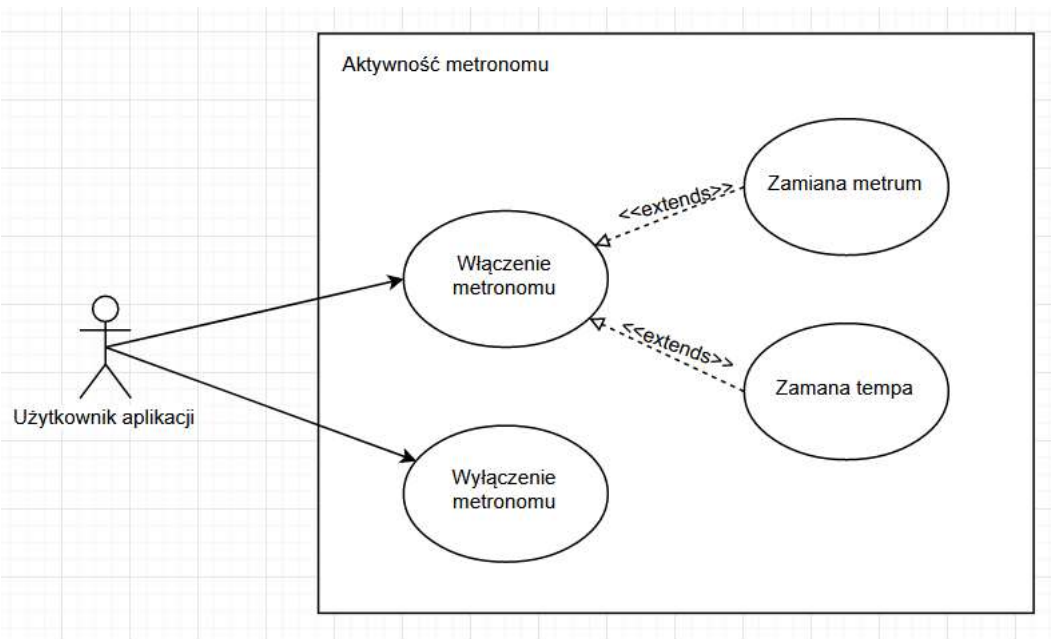 Aktywność metronomu
Zamiana metrum
<<extends>>
Włączenie
metronomu
<<extends>>
Zamana tempa
Użytkownik aplikacji
Wyłączenie
metronomu